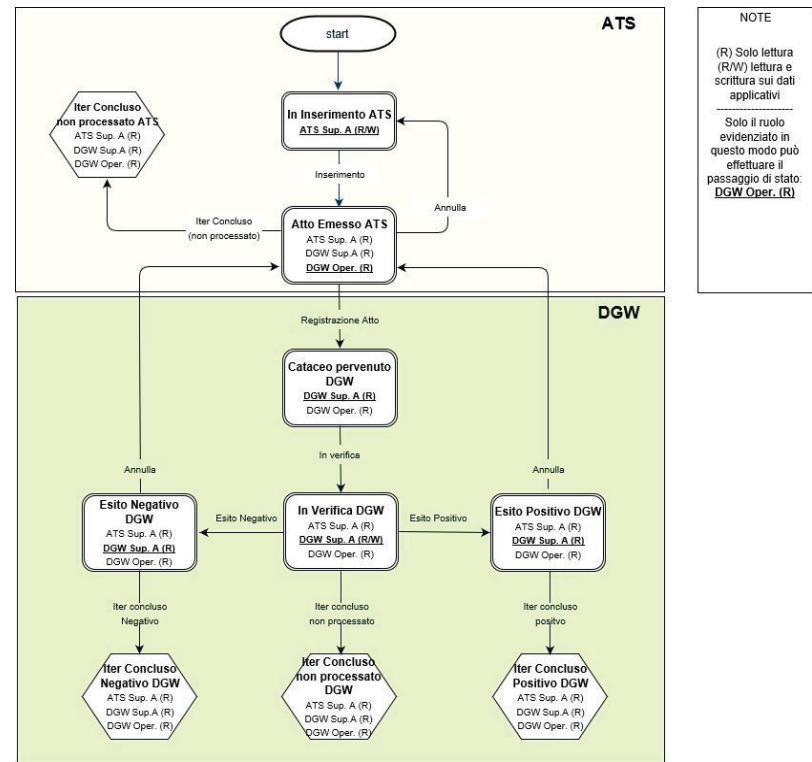 ATS
start
In Inserimento ATS
ATS Sup. A (R/W)
Iter Concluso
non processato ATS
ATS Sup. A (R)
DGW Sup.A (R)
DGW Oper. (R)
Inserimento
Annulla
Iter Concluso
(non processato)
Atto Emesso ATS
ATS Sup. A (R)
DGW Sup.A (R)
DGW Oper. (R)
NOTE
(R) Solo lettura
(R/W) lettura e
scrittura sui dati
applicativi
--------------------
Solo il ruolo
evidenziato in
questo modo può
effettuare il
passaggio di stato:
DGW Oper. (R)
DGW
Registrazione Atto
Cataceo pervenuto
DGW
DGW Sup. A (R)
DGW Oper. (R)
In verifica
Annulla
Annulla
Esito Negativo
DGW
ATS Sup. A (R)
DGW Sup. A (R)
DGW Oper. (R)
Esito Negativo
In Verifica DGW
ATS Sup. A (R)
DGW Sup. A (R/W)
DGW Oper. (R)
Esito Positivo
Esito Positivo DGW
ATS Sup. A (R)
DGW Sup. A (R)
DGW Oper. (R)
Iter concluso
Negativo
Iter concluso
non processato
Iter concluso
positvo
Iter Concluso
Negativo DGW
ATS Sup. A (R)
DGW Sup.A (R)
DGW Oper. (R)
Iter Concluso
non processato
DGW
ATS Sup. A (R)
DGW Sup.A (R)
DGW Oper. (R)
Iter Concluso
Positivo DGW
ATS Sup. A (R)
DGW Sup.A (R)
DGW Oper. (R)